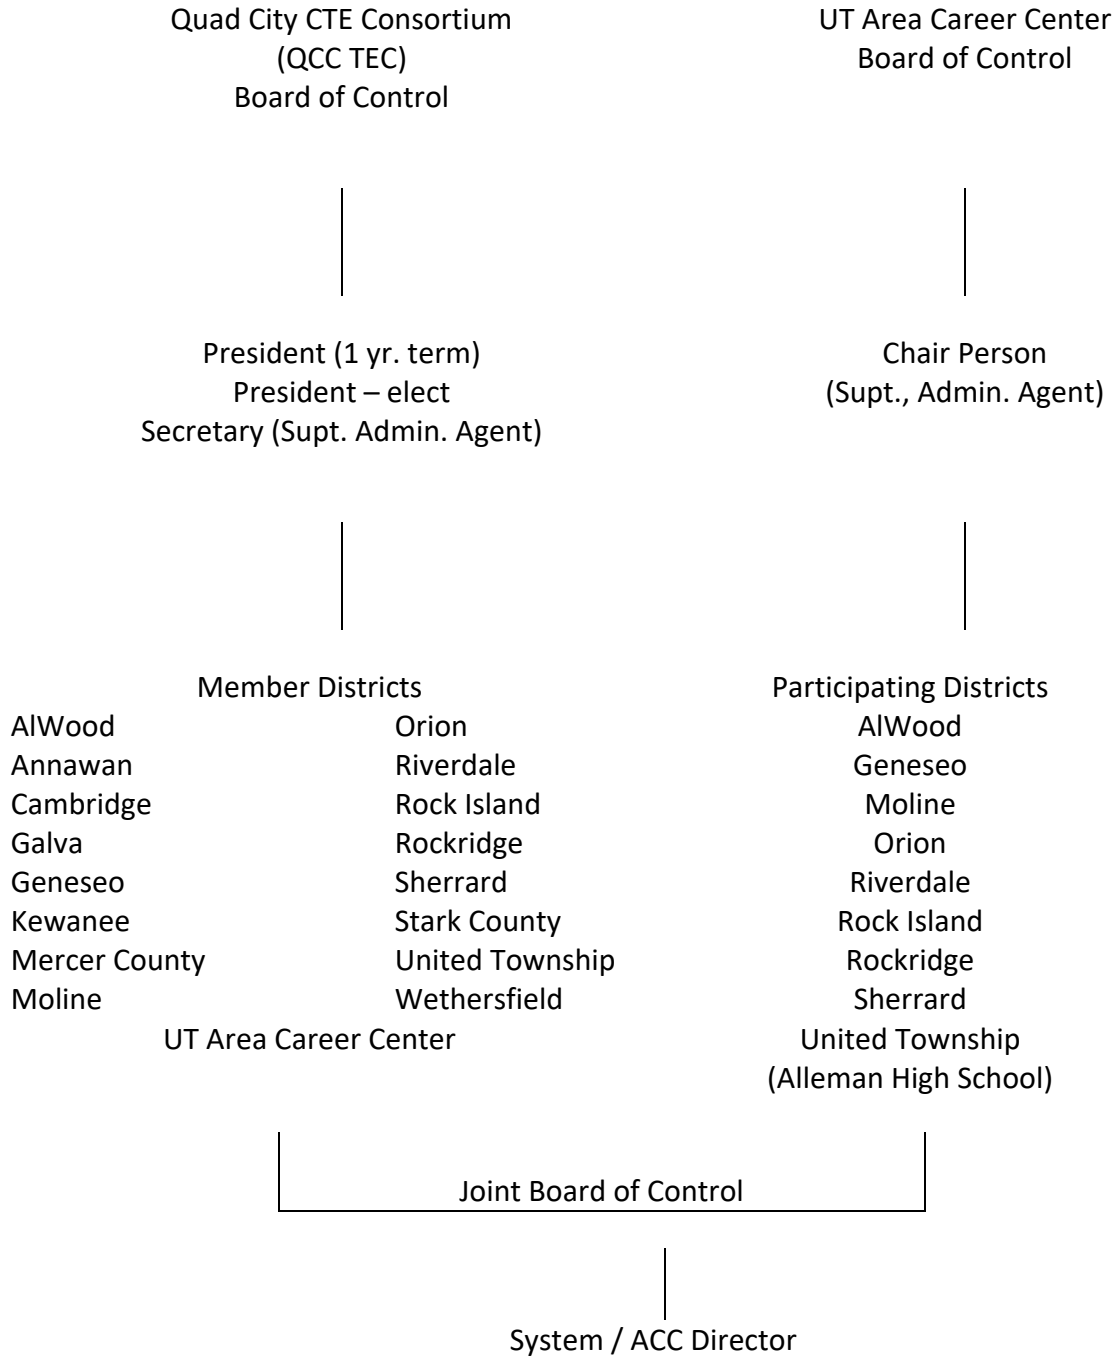 Quad City CTE Consortium
(QCC TEC)
Board of Control
UT Area Career Center
Board of Control
President (1 yr. term)
President – elect
Secretary (Supt. Admin. Agent)
Chair Person
(Supt., Admin. Agent)
Member Districts
AlWood
Annawan
Cambridge
Galva
Geneseo
Kewanee
Mercer County
Moline
Orion
Riverdale
Rock Island
Rockridge
Sherrard
Stark County
United Township
Wethersfield
UT Area Career Center
Participating Districts
AlWood
Geneseo
Moline
Orion
Riverdale
Rock Island
Rockridge
Sherrard
United Township
(Alleman High School)
Joint Board of Control
System / ACC Director